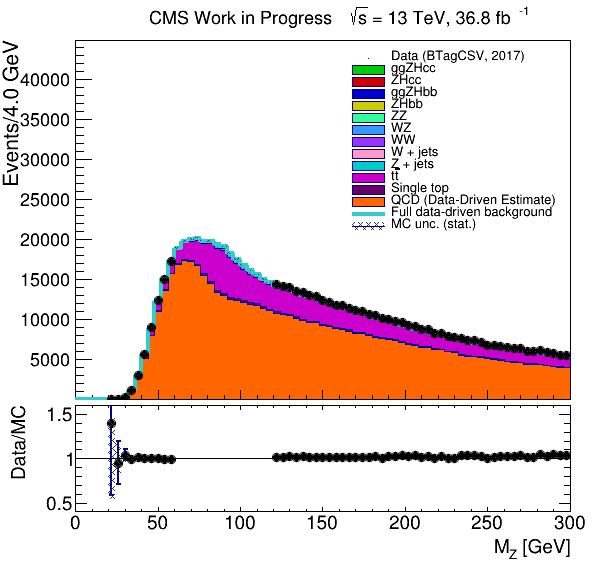 CMS Work in Progress √s = 13 TeV, 36.8 fb⁻¹
Events/4.0 GeV
40000
35000
30000
25000
20000
15000
10000
5000
Data (BTagCSV, 2017)
ggZHcc
ZHcc
ggZHbb
ZHbb
ZZ
WZ
WW
W + jets
Z + jets
tt̅
Single top
QCD (Data-Driven Estimate)
Full data-driven background
MC unc. (stat.)
Data/MC
1.5
1
0.5
0 50 100 150 200 250 300
M_Z [GeV]